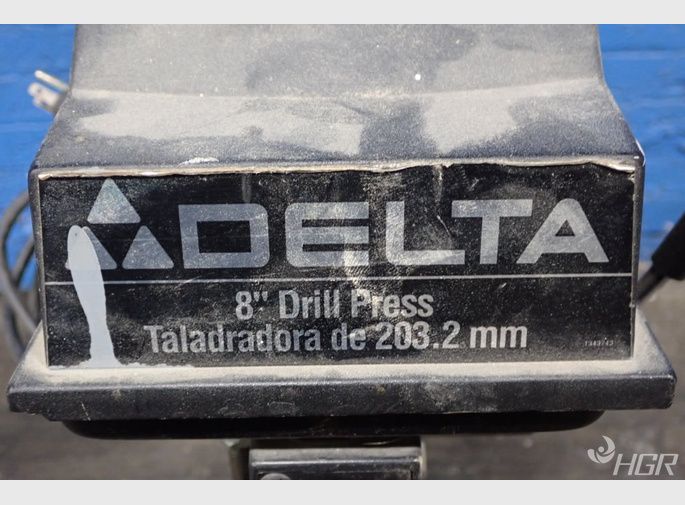 DELTA
8" Drill Press
Taladradora de 203.2 mm
HGR